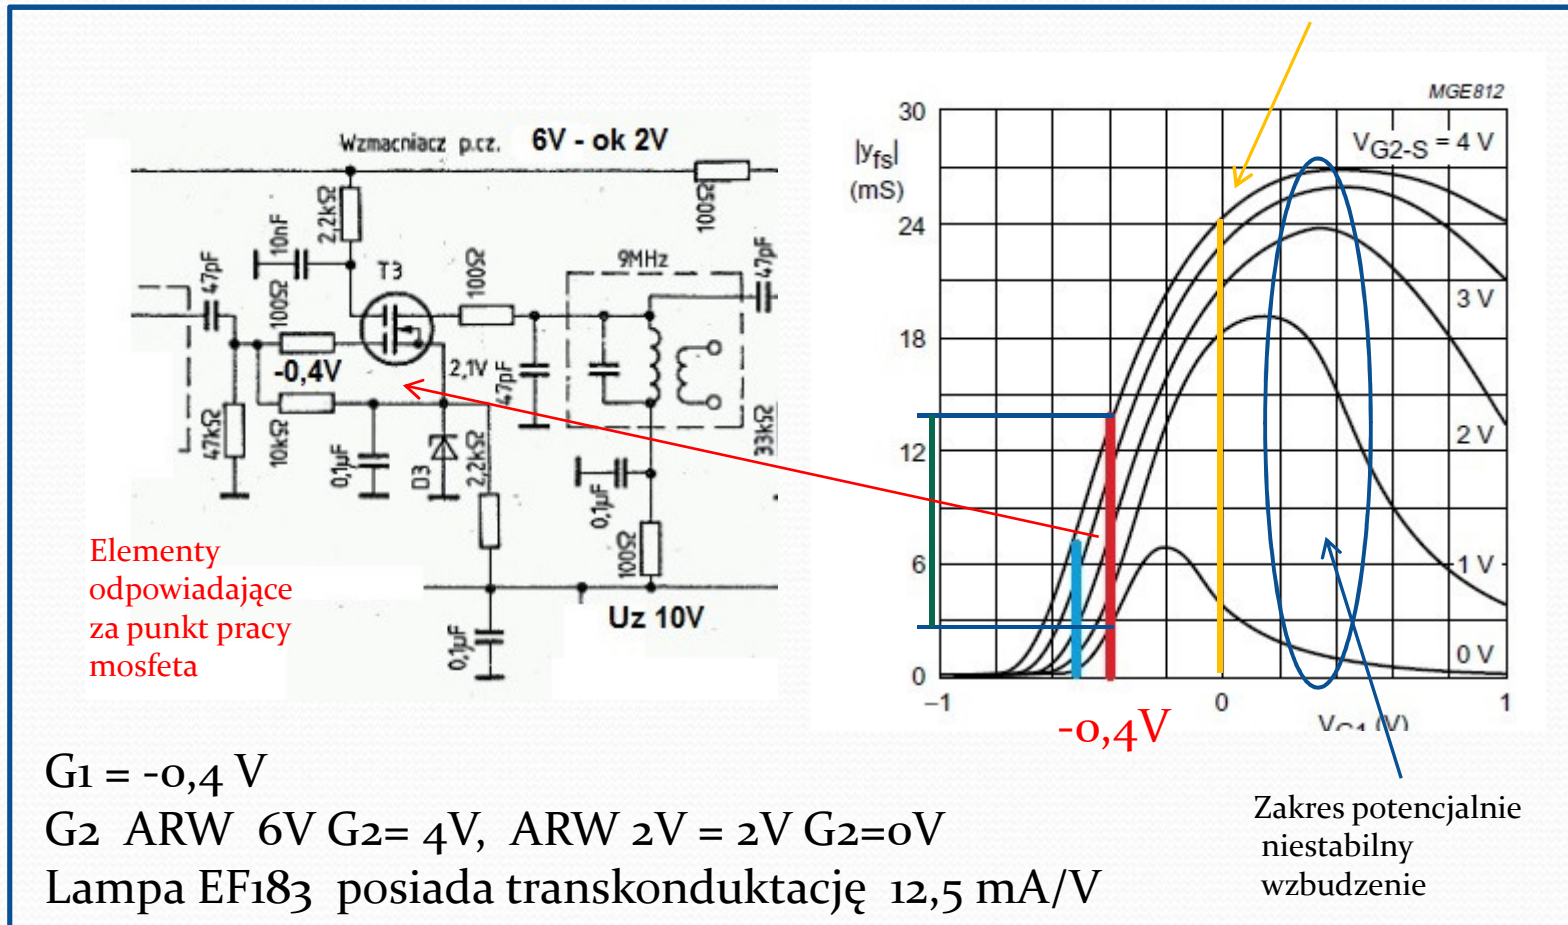 Wzmacniacz p.cz. 6V - ok 2V
100Ω
2,2kΩ
10nF
47pF
100Ω
T3
100Ω
9MHz
47pF
-0,4V
2,1V
47pF
47kΩ
10kΩ
0,1µF
D3
2,2kΩ
33kΩ
0,1µF
100Ω
0,1µF
Uz 10V
Elementy
odpowiadające
za punkt pracy
mosfeta
MGE812
30
|yfs|
(mS)
VG2-S = 4 V
24
3 V
18
2 V
12
6
1 V
0 V
0
–1
0
1
VG1 (V)
-0,4V
G1 = -0,4 V
G2 ARW 6V G2= 4V, ARW 2V = 2V G2=0V
Lampa EF183 posiada transkonduktację 12,5 mA/V
Zakres potencjalnie
niestabilny
wzbudzenie